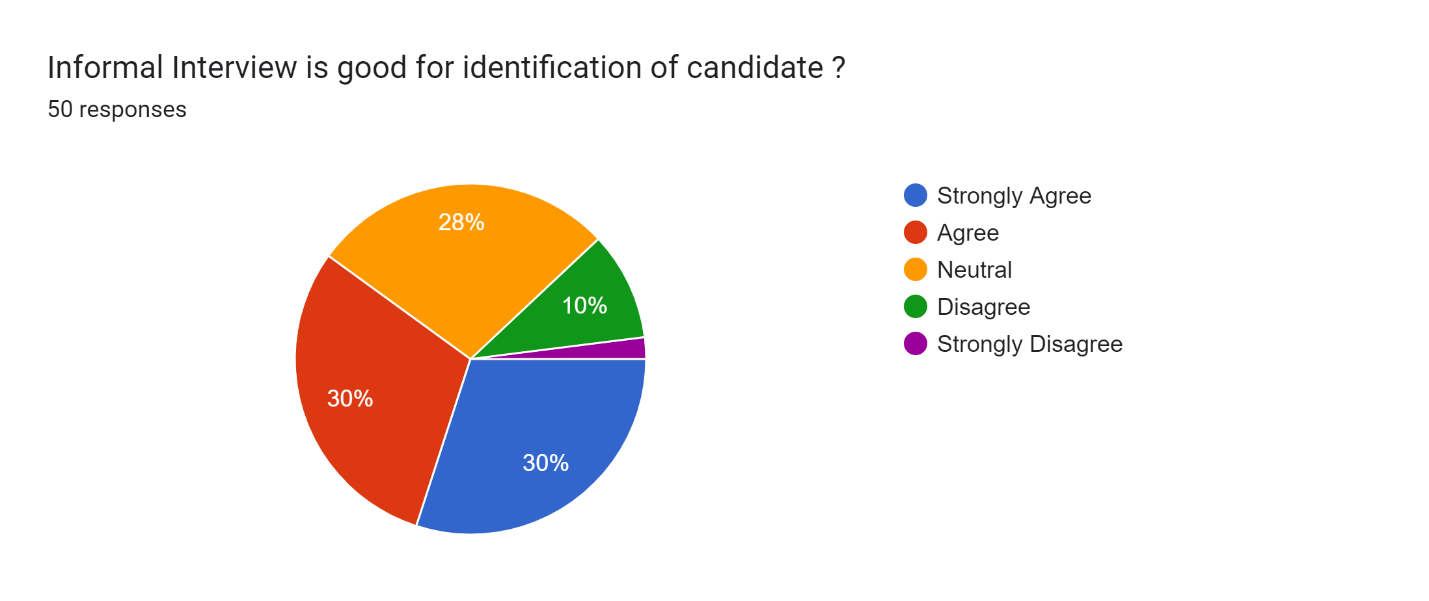 Informal Interview is good for identification of candidate ?
50 responses
28%
10%
30%
30%
Strongly Agree
Agree
Neutral
Disagree
Strongly Disagree